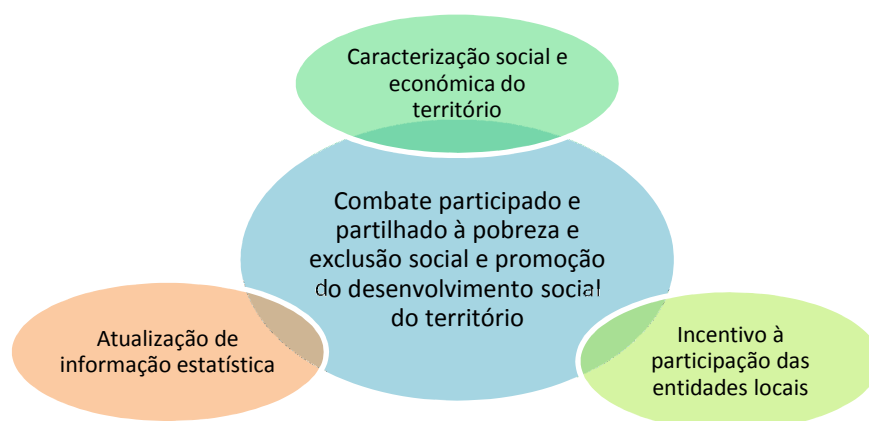 Caracterização social e
económica do
território
Combate participado e
partilhado à pobreza e
exclusão social e promoção
do desenvolvimento social
do território
Atualização de
informação estatística
Incentivo à
participação das
entidades locais